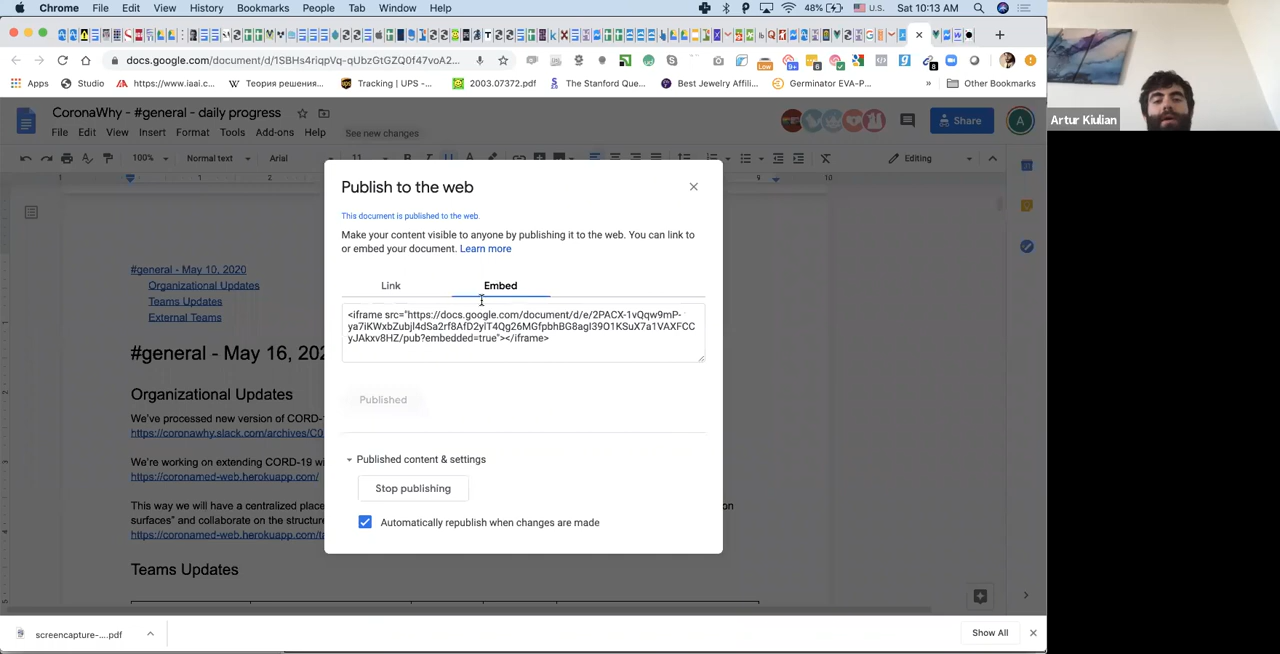 Chrome File Edit View History Bookmarks People Tab Window Help
48% U.S. Sat 10:13 AM
docs.google.com/document/d/1SBHs4riqpVq-qUbzGtGZQ0f47voA2...
Apps Studio https://www.iaai.c... Теория решения... Tracking | UPS -... 2003.07372.pdf The Stanford Que... Best Jewelry Affili... Germinator EVA-P... » Other Bookmarks
Artur Kiulian
CoronaWhy - #general - daily progress
Share A
File Edit View Insert Format Tools Add-ons Help See new changes
100% Normal text Arial 11 Editing
1 2 9 10
Publish to the web
This document is published to the web.
Make your content visible to anyone by publishing it to the web. You can link to
or embed your document. Learn more
Link Embed
<iframe src="https://docs.google.com/document/d/e/2PACX-1vQqw9mP-
ya7iKWxbZubjl4dSa2rf8AfD2yiT4Qg26MGfpbhBG8agl39O1KSuX7a1VAXFCC
yJAkxv8HZ/pub?embedded=true"></iframe>
Published
Published content & settings
Stop publishing
Automatically republish when changes are made
#general - May 10, 2020
Organizational Updates
Teams Updates
External Teams
#general - May 16, 202
Organizational Updates
We've processed new version of CORD-
https://coronawhy.slack.com/archives/C0
We're working on extending CORD-19 wi
https://coronamed-web.herokuapp.com/
This way we will have a centralized place on
surfaces" and collaborate on the structure
https://coronamed-web.herokuapp.com/ta
Teams Updates
screencapture-....pdf
Show All